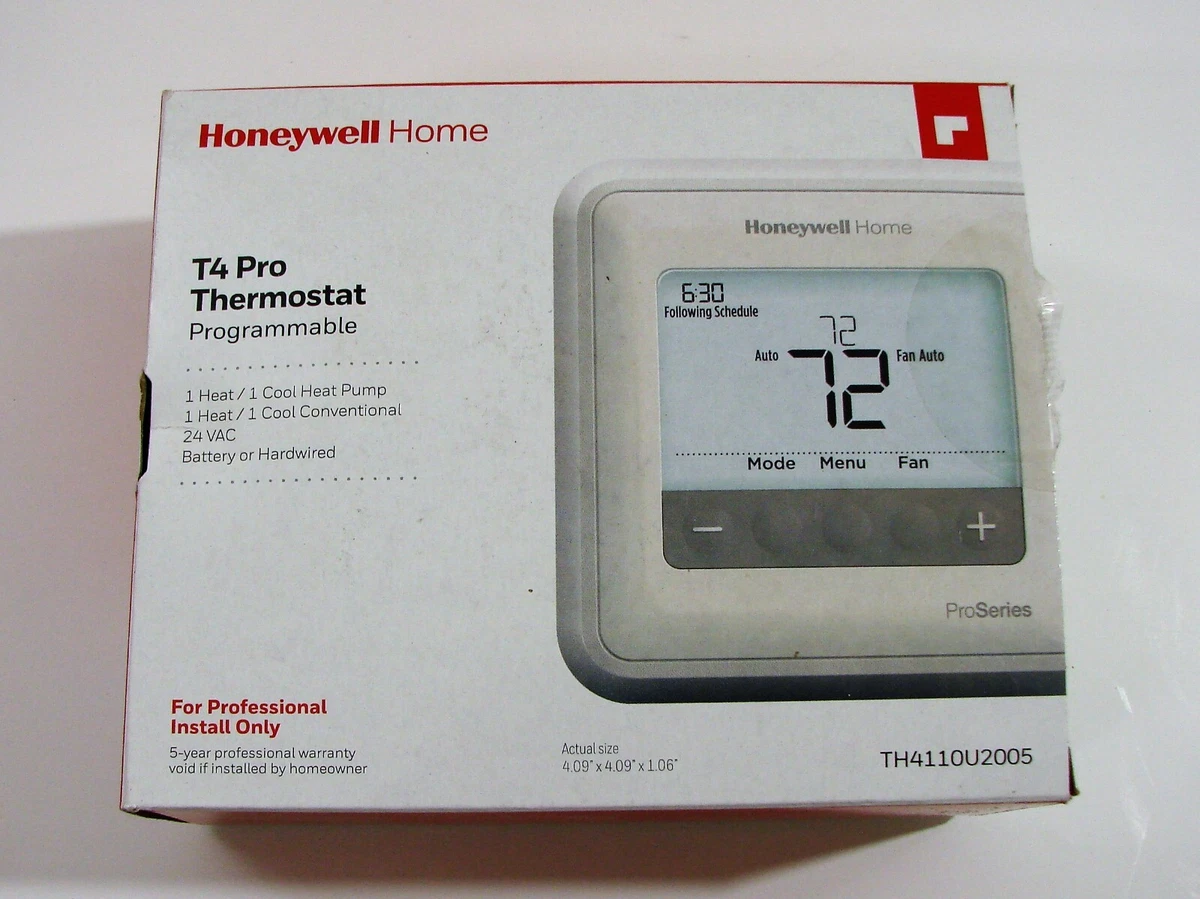 Honeywell Home
T4 Pro
Thermostat
Programmable
1 Heat / 1 Cool Heat Pump
1 Heat / 1 Cool Conventional
24 VAC
Battery or Hardwired
Honeywell Home
6:30
Following Schedule
72
Auto 72 Fan Auto
Mode Menu Fan
− +
ProSeries
For Professional
Install Only
5-year professional warranty
void if installed by homeowner
Actual size
4.09" x 4.09" x 1.06"
TH4110U2005